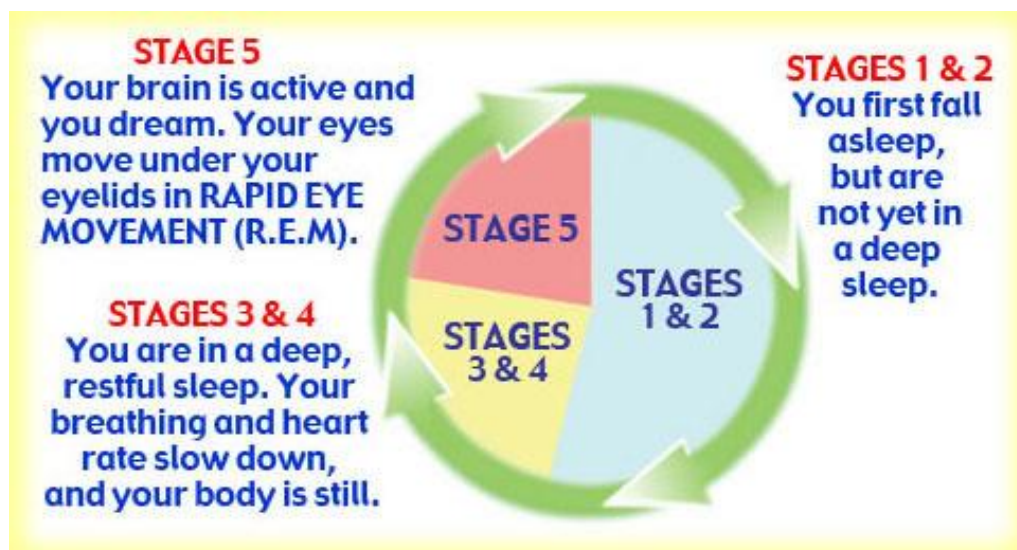 STAGE 5
Your brain is active and
you dream. Your eyes
move under your
eyelids in RAPID EYE
MOVEMENT (R.E.M).
STAGES 1 & 2
You first fall
asleep,
but are
not yet in
a deep
sleep.
STAGES 3 & 4
You are in a deep,
restful sleep. Your
breathing and heart
rate slow down,
and your body is still.
STAGE 5
STAGES
1 & 2
STAGES
3 & 4